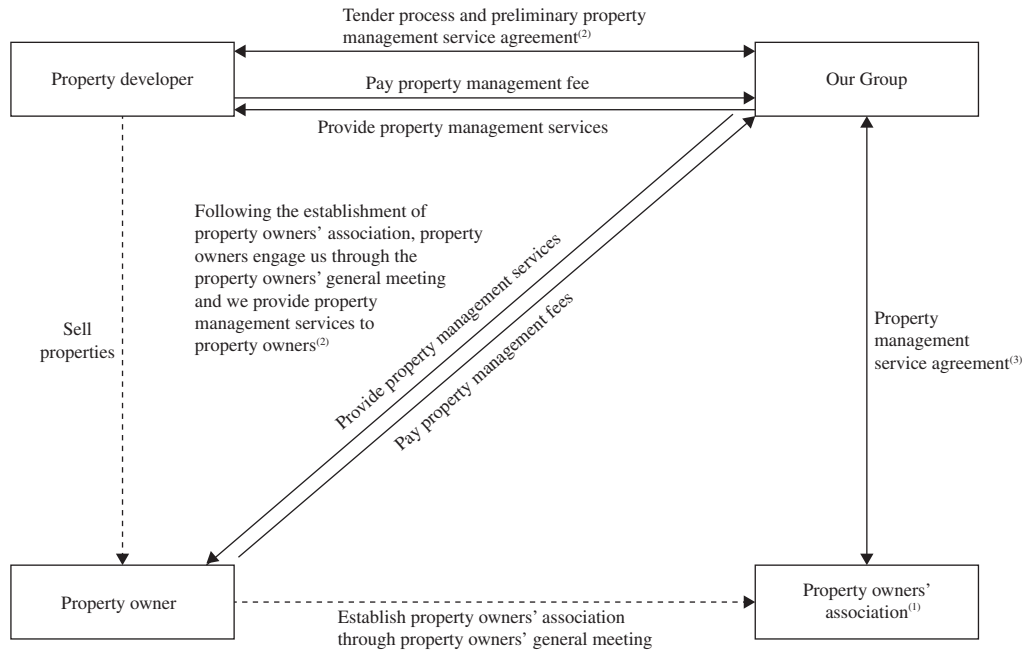 Tender process and preliminary property
management service agreement(2)
Property developer
Our Group
Pay property management fee
Provide property management services
Following the establishment of
property owners’ association, property
owners engage us through the
property owners’ general meeting
and we provide property
management services to
property owners(2)
Provide property management services
Pay property management fees
Sell
properties
Property
management
service agreement(3)
Property owner
Establish property owners’ association
through property owners’ general meeting
Property owners’
association(1)